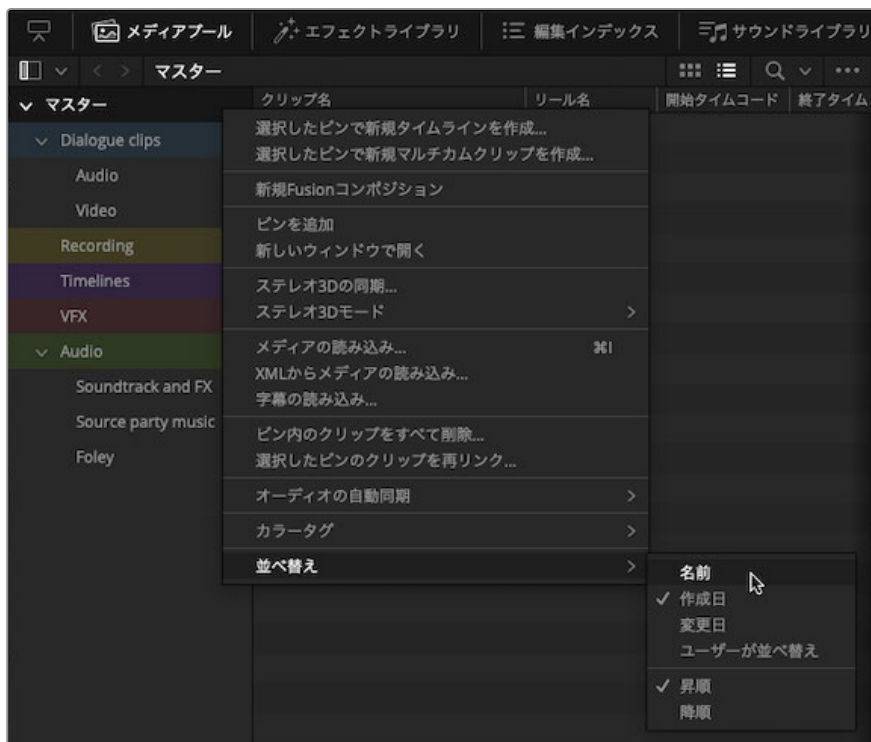 メディアプール エフェクトライブラリ 編集インデックス サウンドライブラリ
マスター
マスター クリップ名 リール名 開始タイムコード 終了タイム
Dialogue clips
Audio
Video
Recording
Timelines
VFX
Audio
Soundtrack and FX
Source party music
Foley
選択したビンで新規タイムラインを作成...
選択したビンで新規マルチカムクリップを作成...
新規Fusionコンポジション
ビンを追加
新しいウィンドウで開く
ステレオ3Dの同期...
ステレオ3Dモード
メディアの読み込み... ⌘I
XMLからメディアの読み込み...
字幕の読み込み...
ビン内のクリップをすべて削除...
選択したビンのクリップを再リンク...
オーディオの自動同期
カラータグ
並べ替え
名前
✓ 作成日
変更日
ユーザーが並べ替え
✓ 昇順
降順